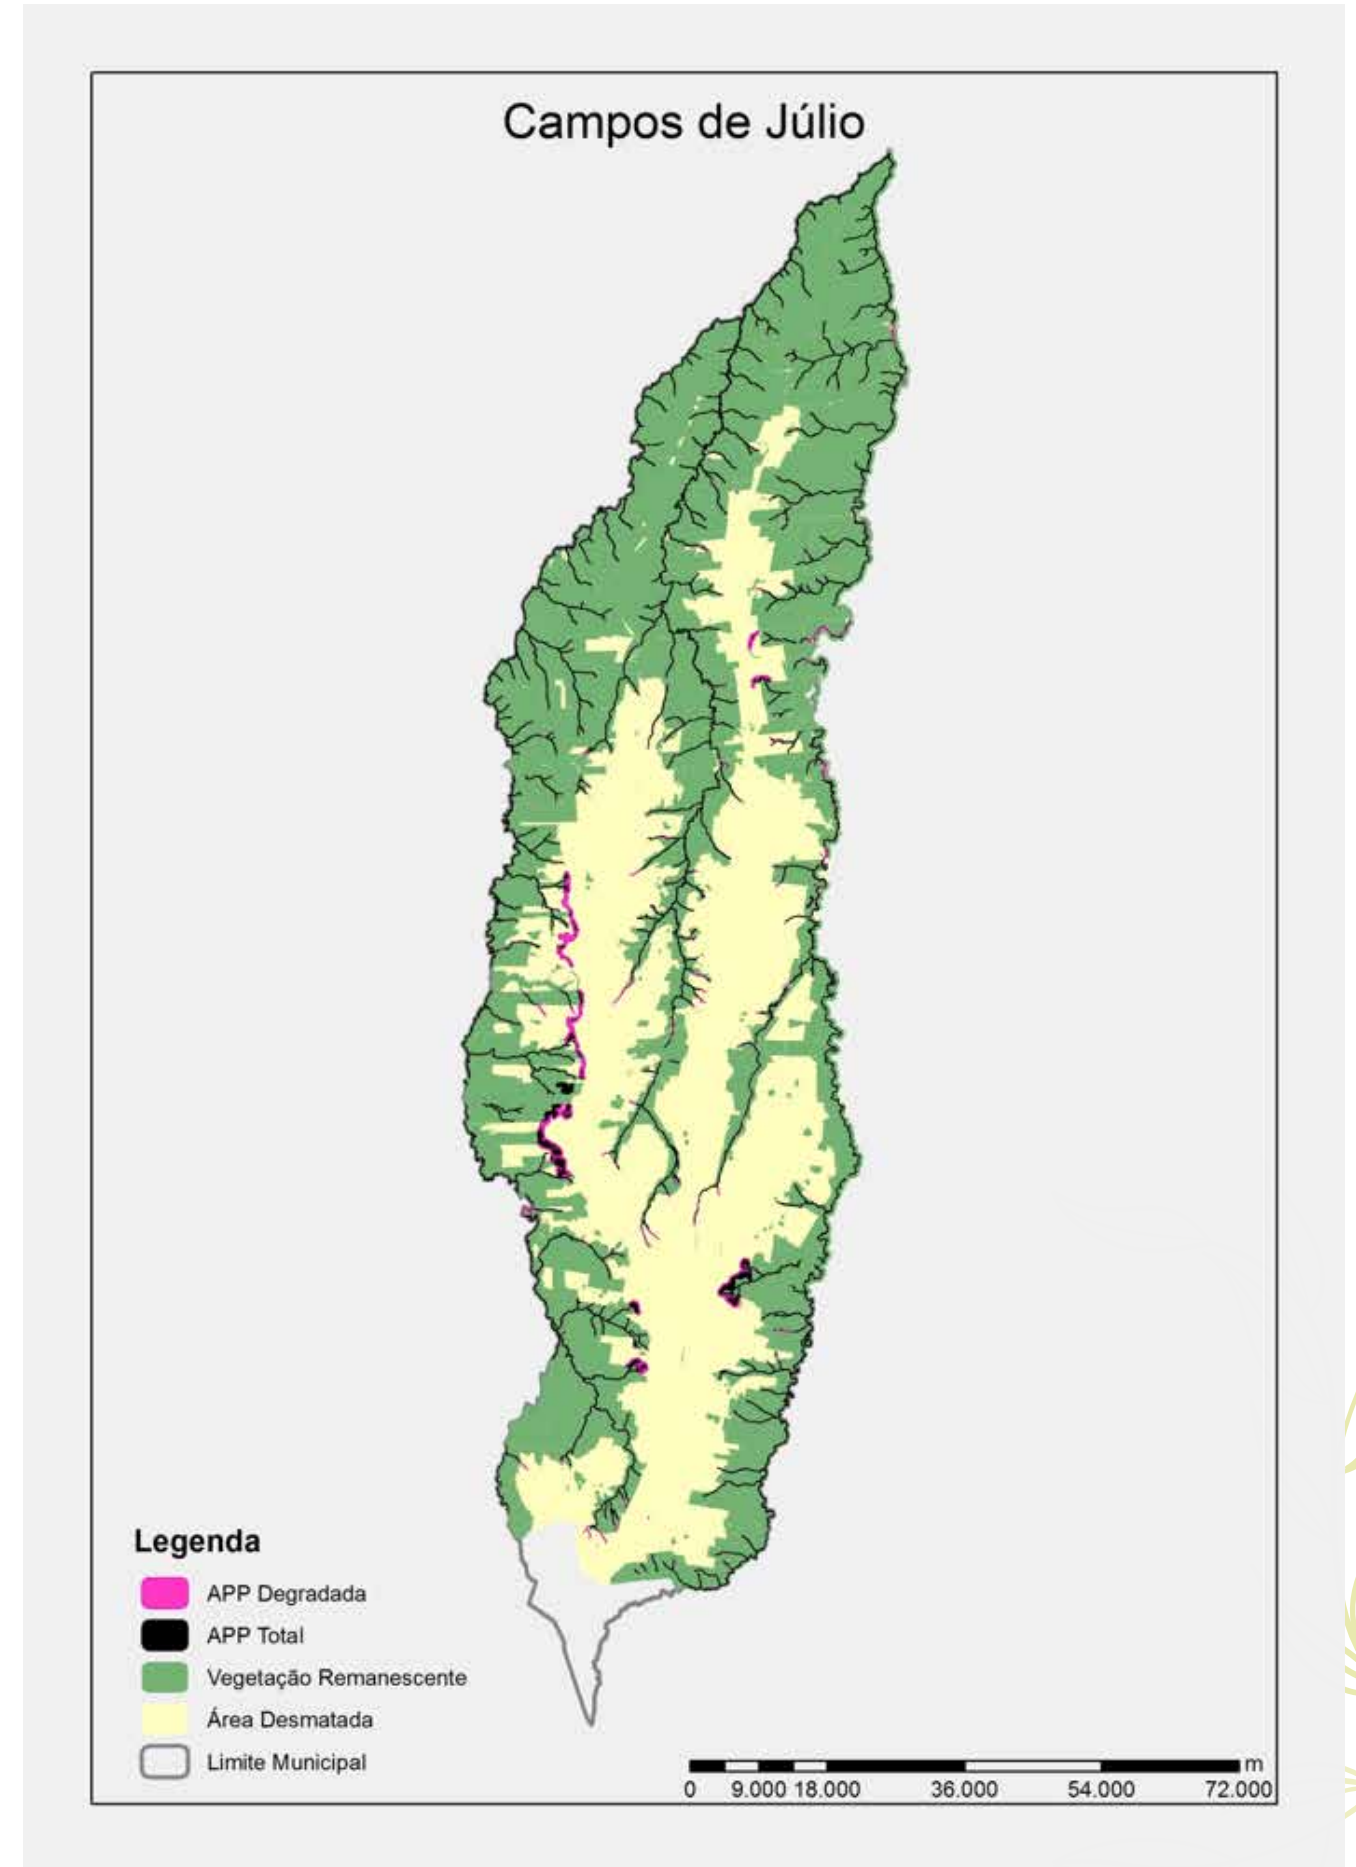 Campos de Júlio
Legenda
APP Degradada
APP Total
Vegetação Remanescente
Área Desmatada
Limite Municipal
m
0 9.000 18.000 36.000 54.000 72.000